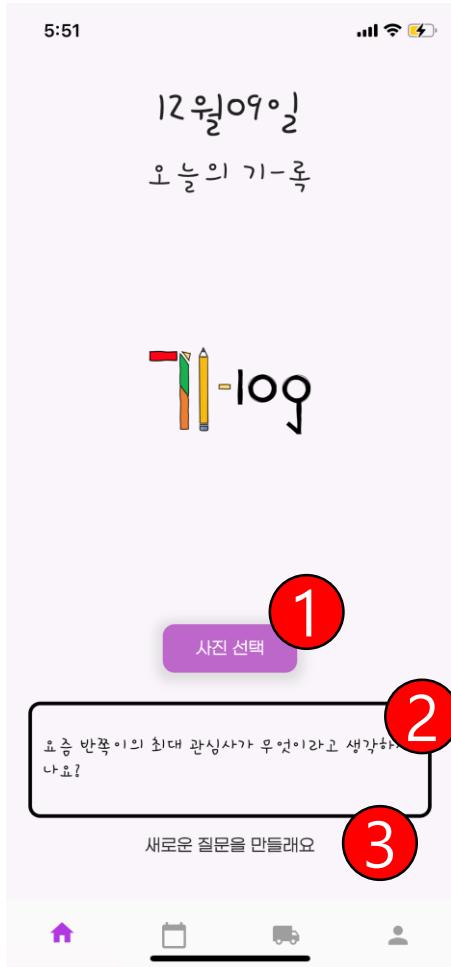 5:51
12월09일
오늘의 기-록
기-log
1
사진 선택
2
요즘 반쪽이의 최대 관심사가 무엇이라고 생각하시
나요?
새로운 질문을 만들래요
3